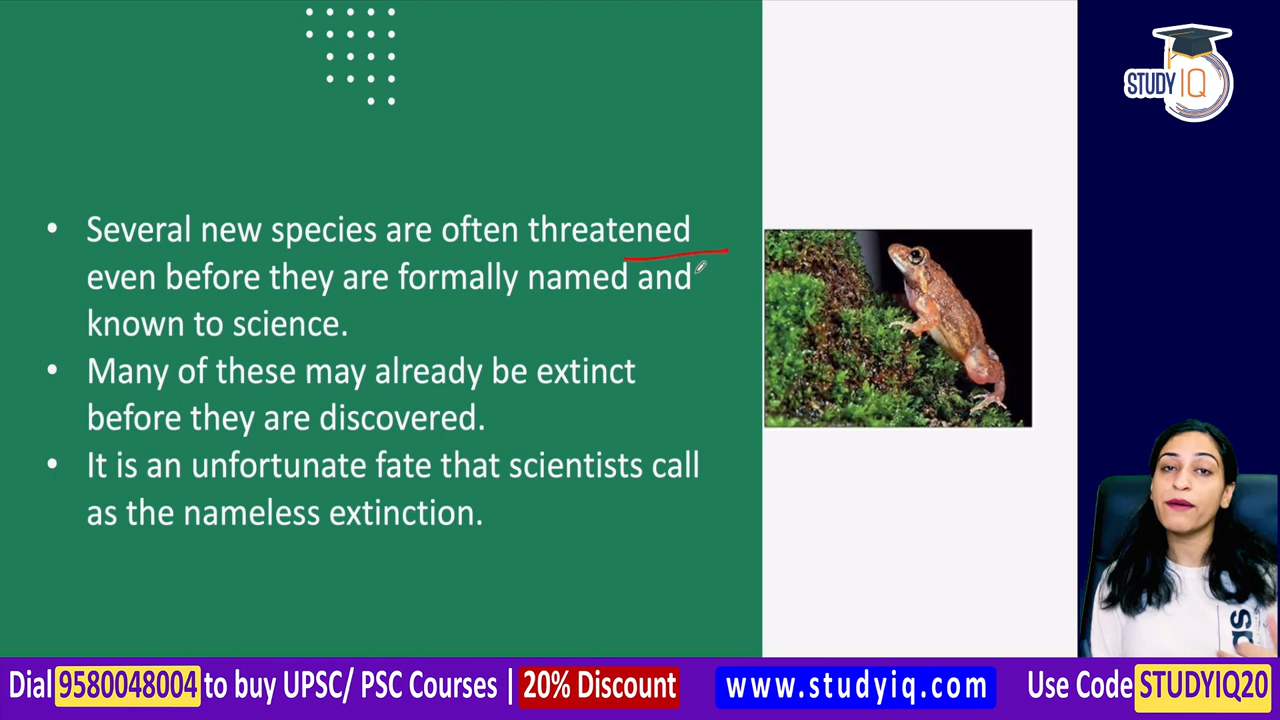 STUDY IQ
• Several new species are often threatened
even before they are formally named and
known to science.
• Many of these may already be extinct
before they are discovered.
• It is an unfortunate fate that scientists call
as the nameless extinction.
Dial 9580048004 to buy UPSC/ PSC Courses | 20% Discount www.studyiq.com Use Code STUDYIQ20